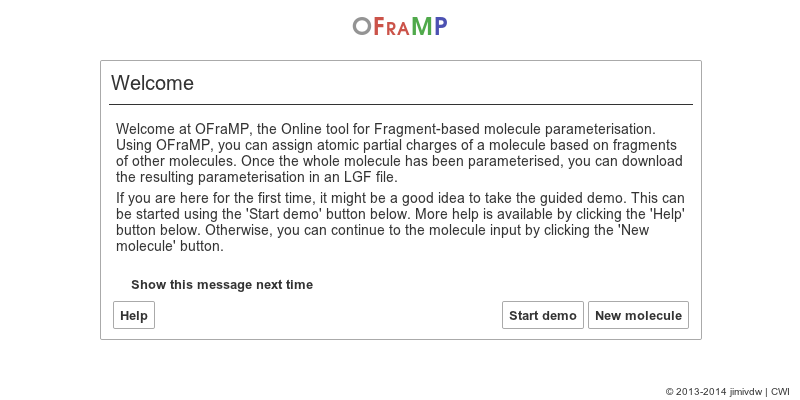 OFRAMP
Welcome
Welcome at OFraMP, the Online tool for Fragment-based molecule parameterisation.
Using OFraMP, you can assign atomic partial charges of a molecule based on fragments
of other molecules. Once the whole molecule has been parameterised, you can download
the resulting parameterisation in an LGF file.
If you are here for the first time, it might be a good idea to take the guided demo. This can
be started using the 'Start demo' button below. More help is available by clicking the 'Help'
button below. Otherwise, you can continue to the molecule input by clicking the 'New
molecule' button.
Show this message next time
Help
Start demo
New molecule
© 2013-2014 jimivdw | CWI